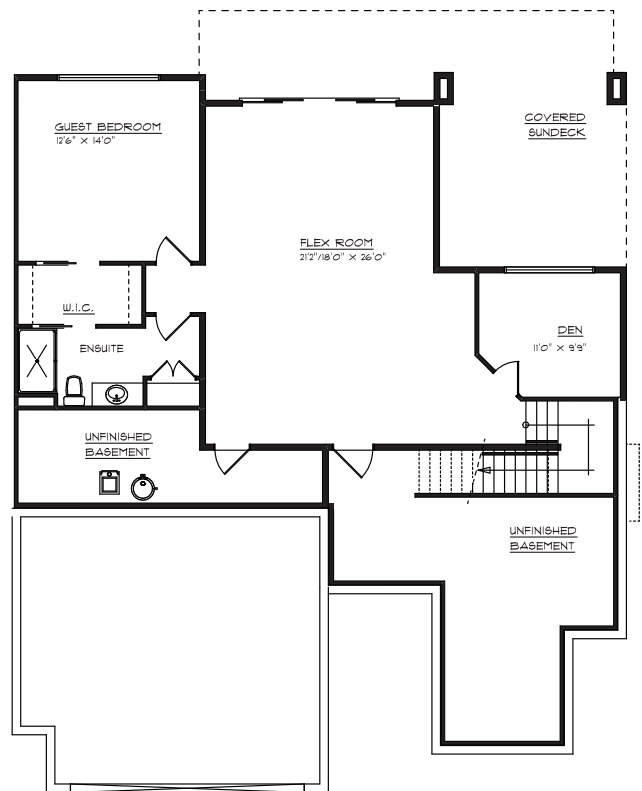 COVERED
SUNDECK
GUEST BEDROOM
12'6" X 14'0"
FLEX ROOM
21'2"/18'0" X 26'0"
W.I.C.
DEN
11'0" X 9'9"
ENSUITE
UNFINISHED
BASEMENT
UNFINISHED
BASEMENT